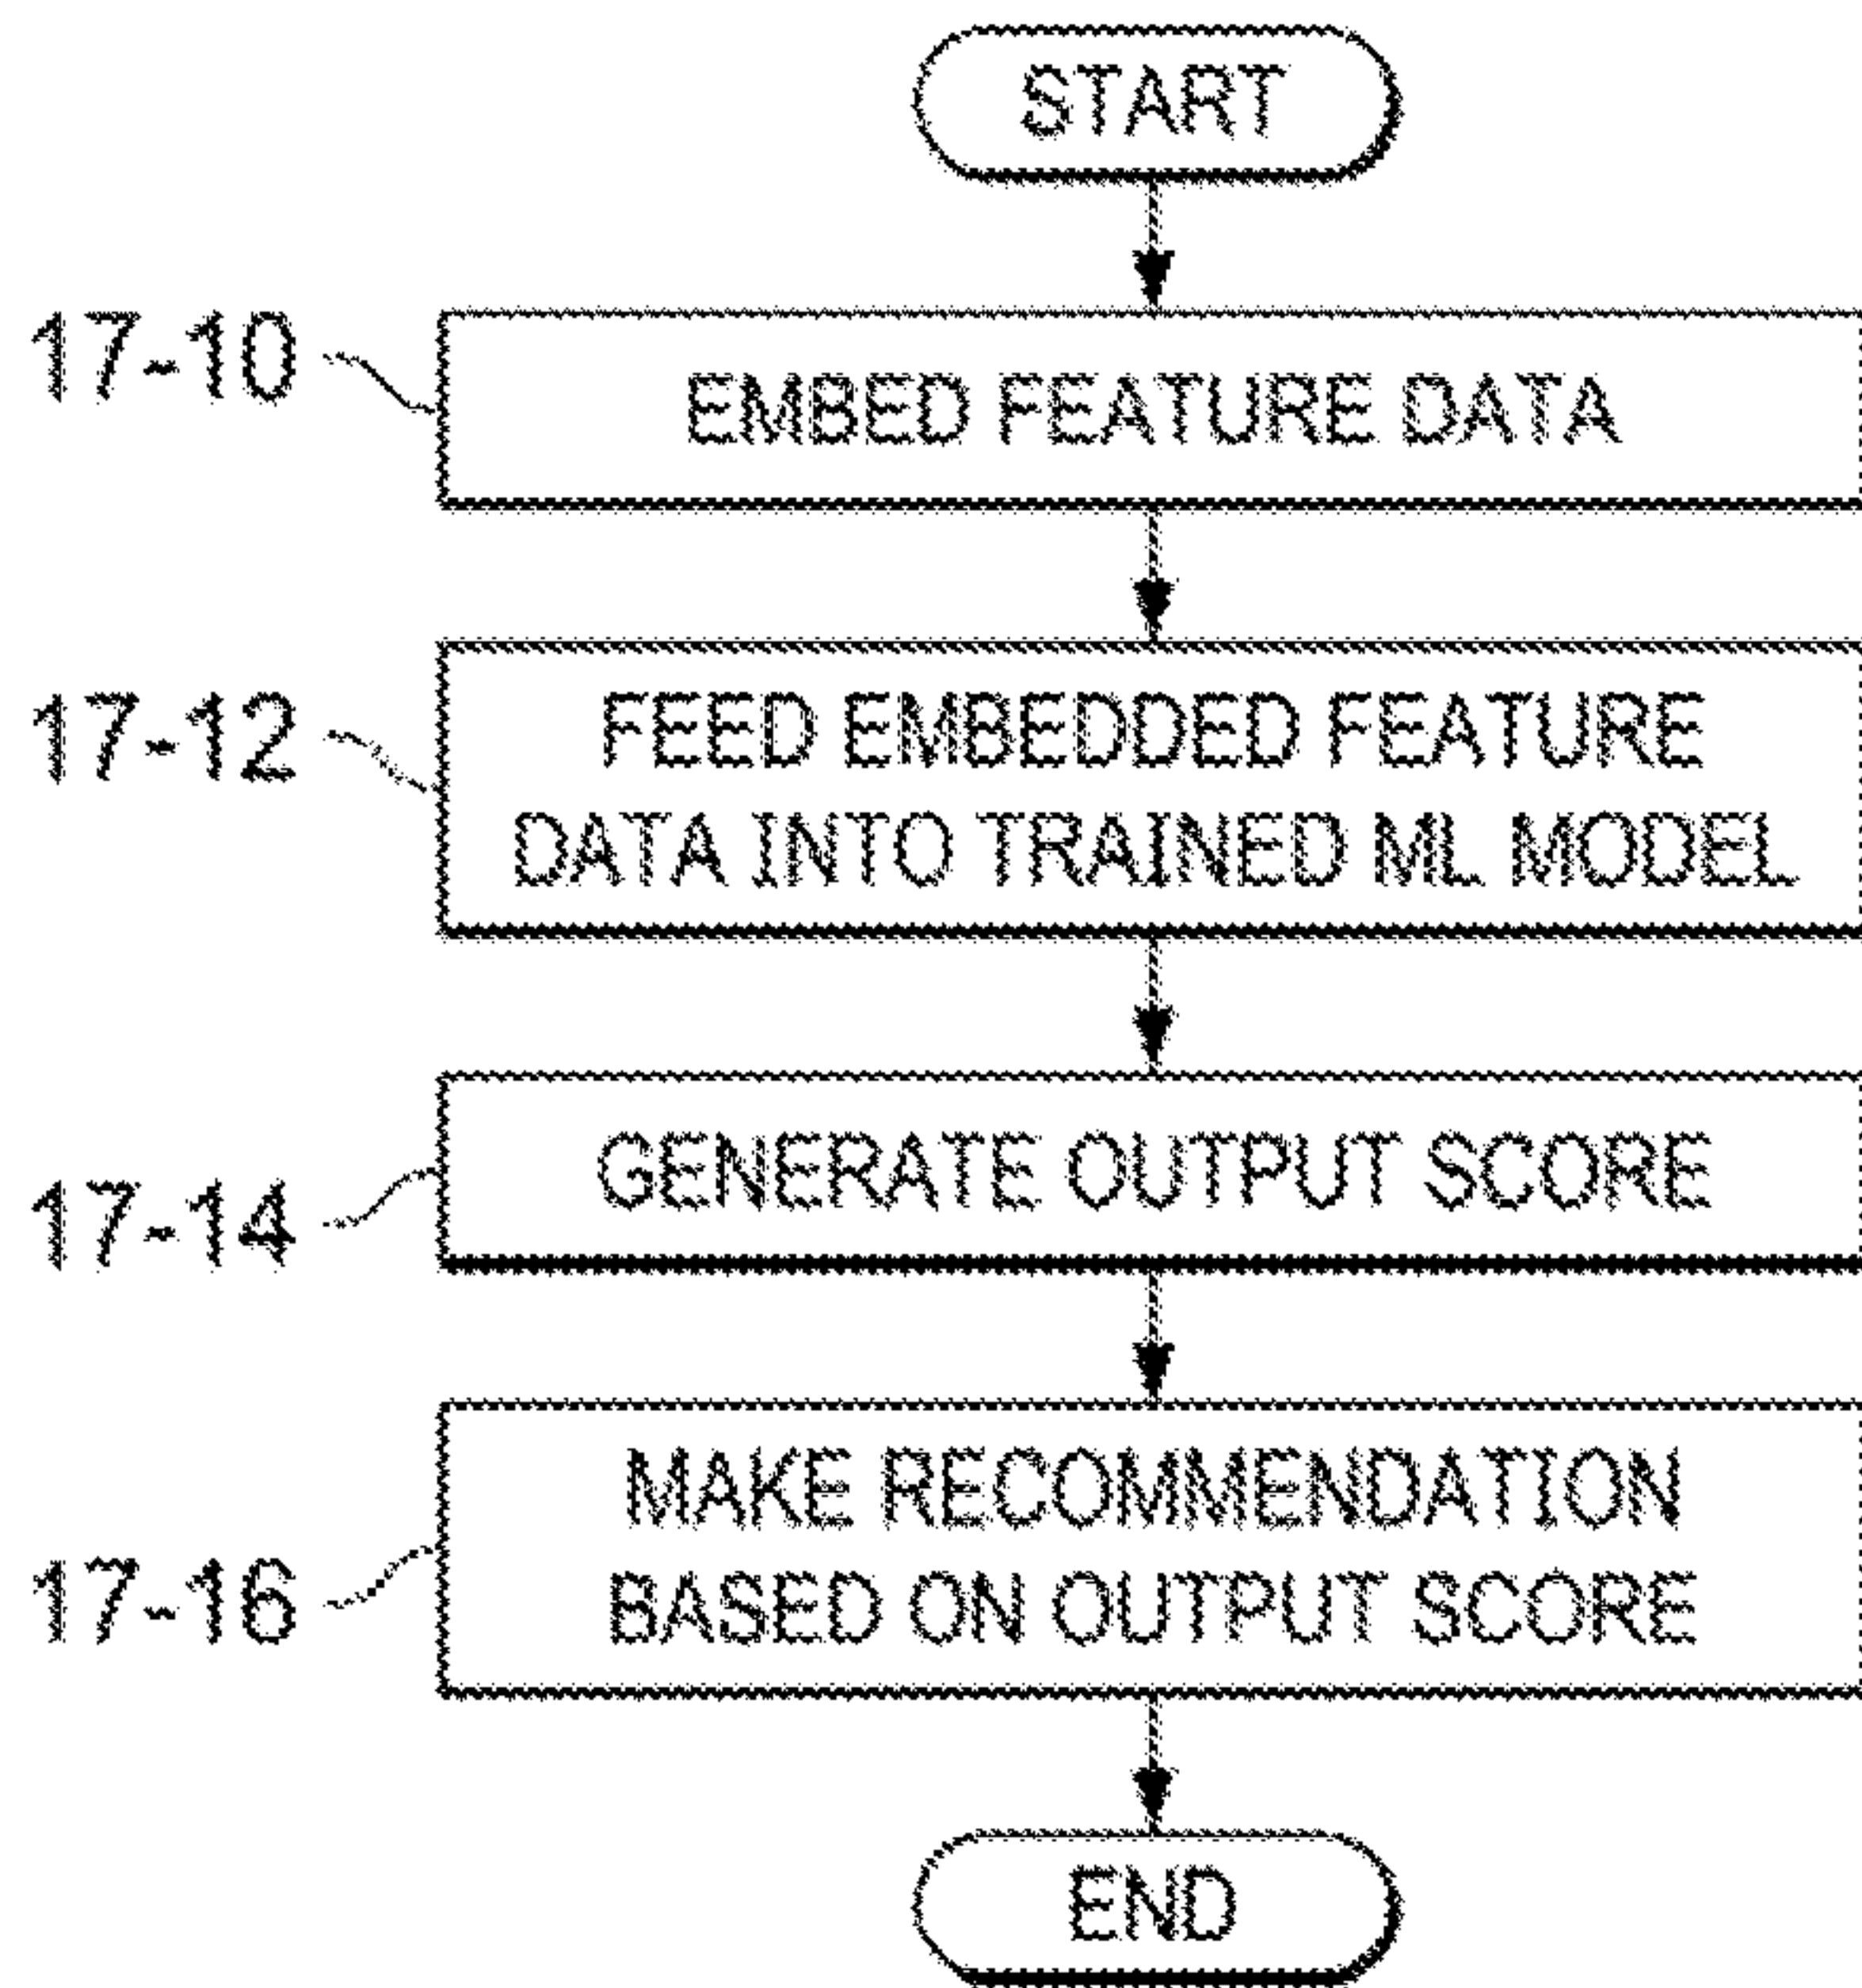 START
17-10
EMBED FEATURE DATA
17-12
FEED EMBEDDED FEATURE
DATA INTO TRAINED ML MODEL
17-14
GENERATE OUTPUT SCORE
17-16
MAKE RECOMMENDATION
BASED ON OUTPUT SCORE
END